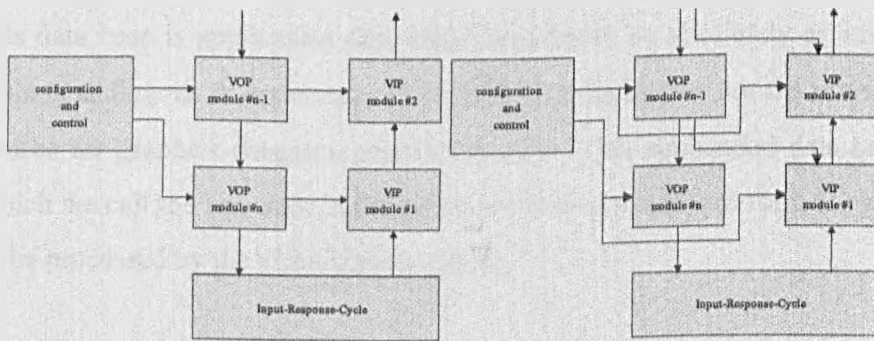 configuration
and
control
VOP
module #n-1
VIP
module #2
VOP
module #n
VIP
module #1
Input-Response-Cycle
configuration
and
control
VOP
module #n-1
VIP
module #2
VOP
module #n
VIP
module #1
Input-Response-Cycle